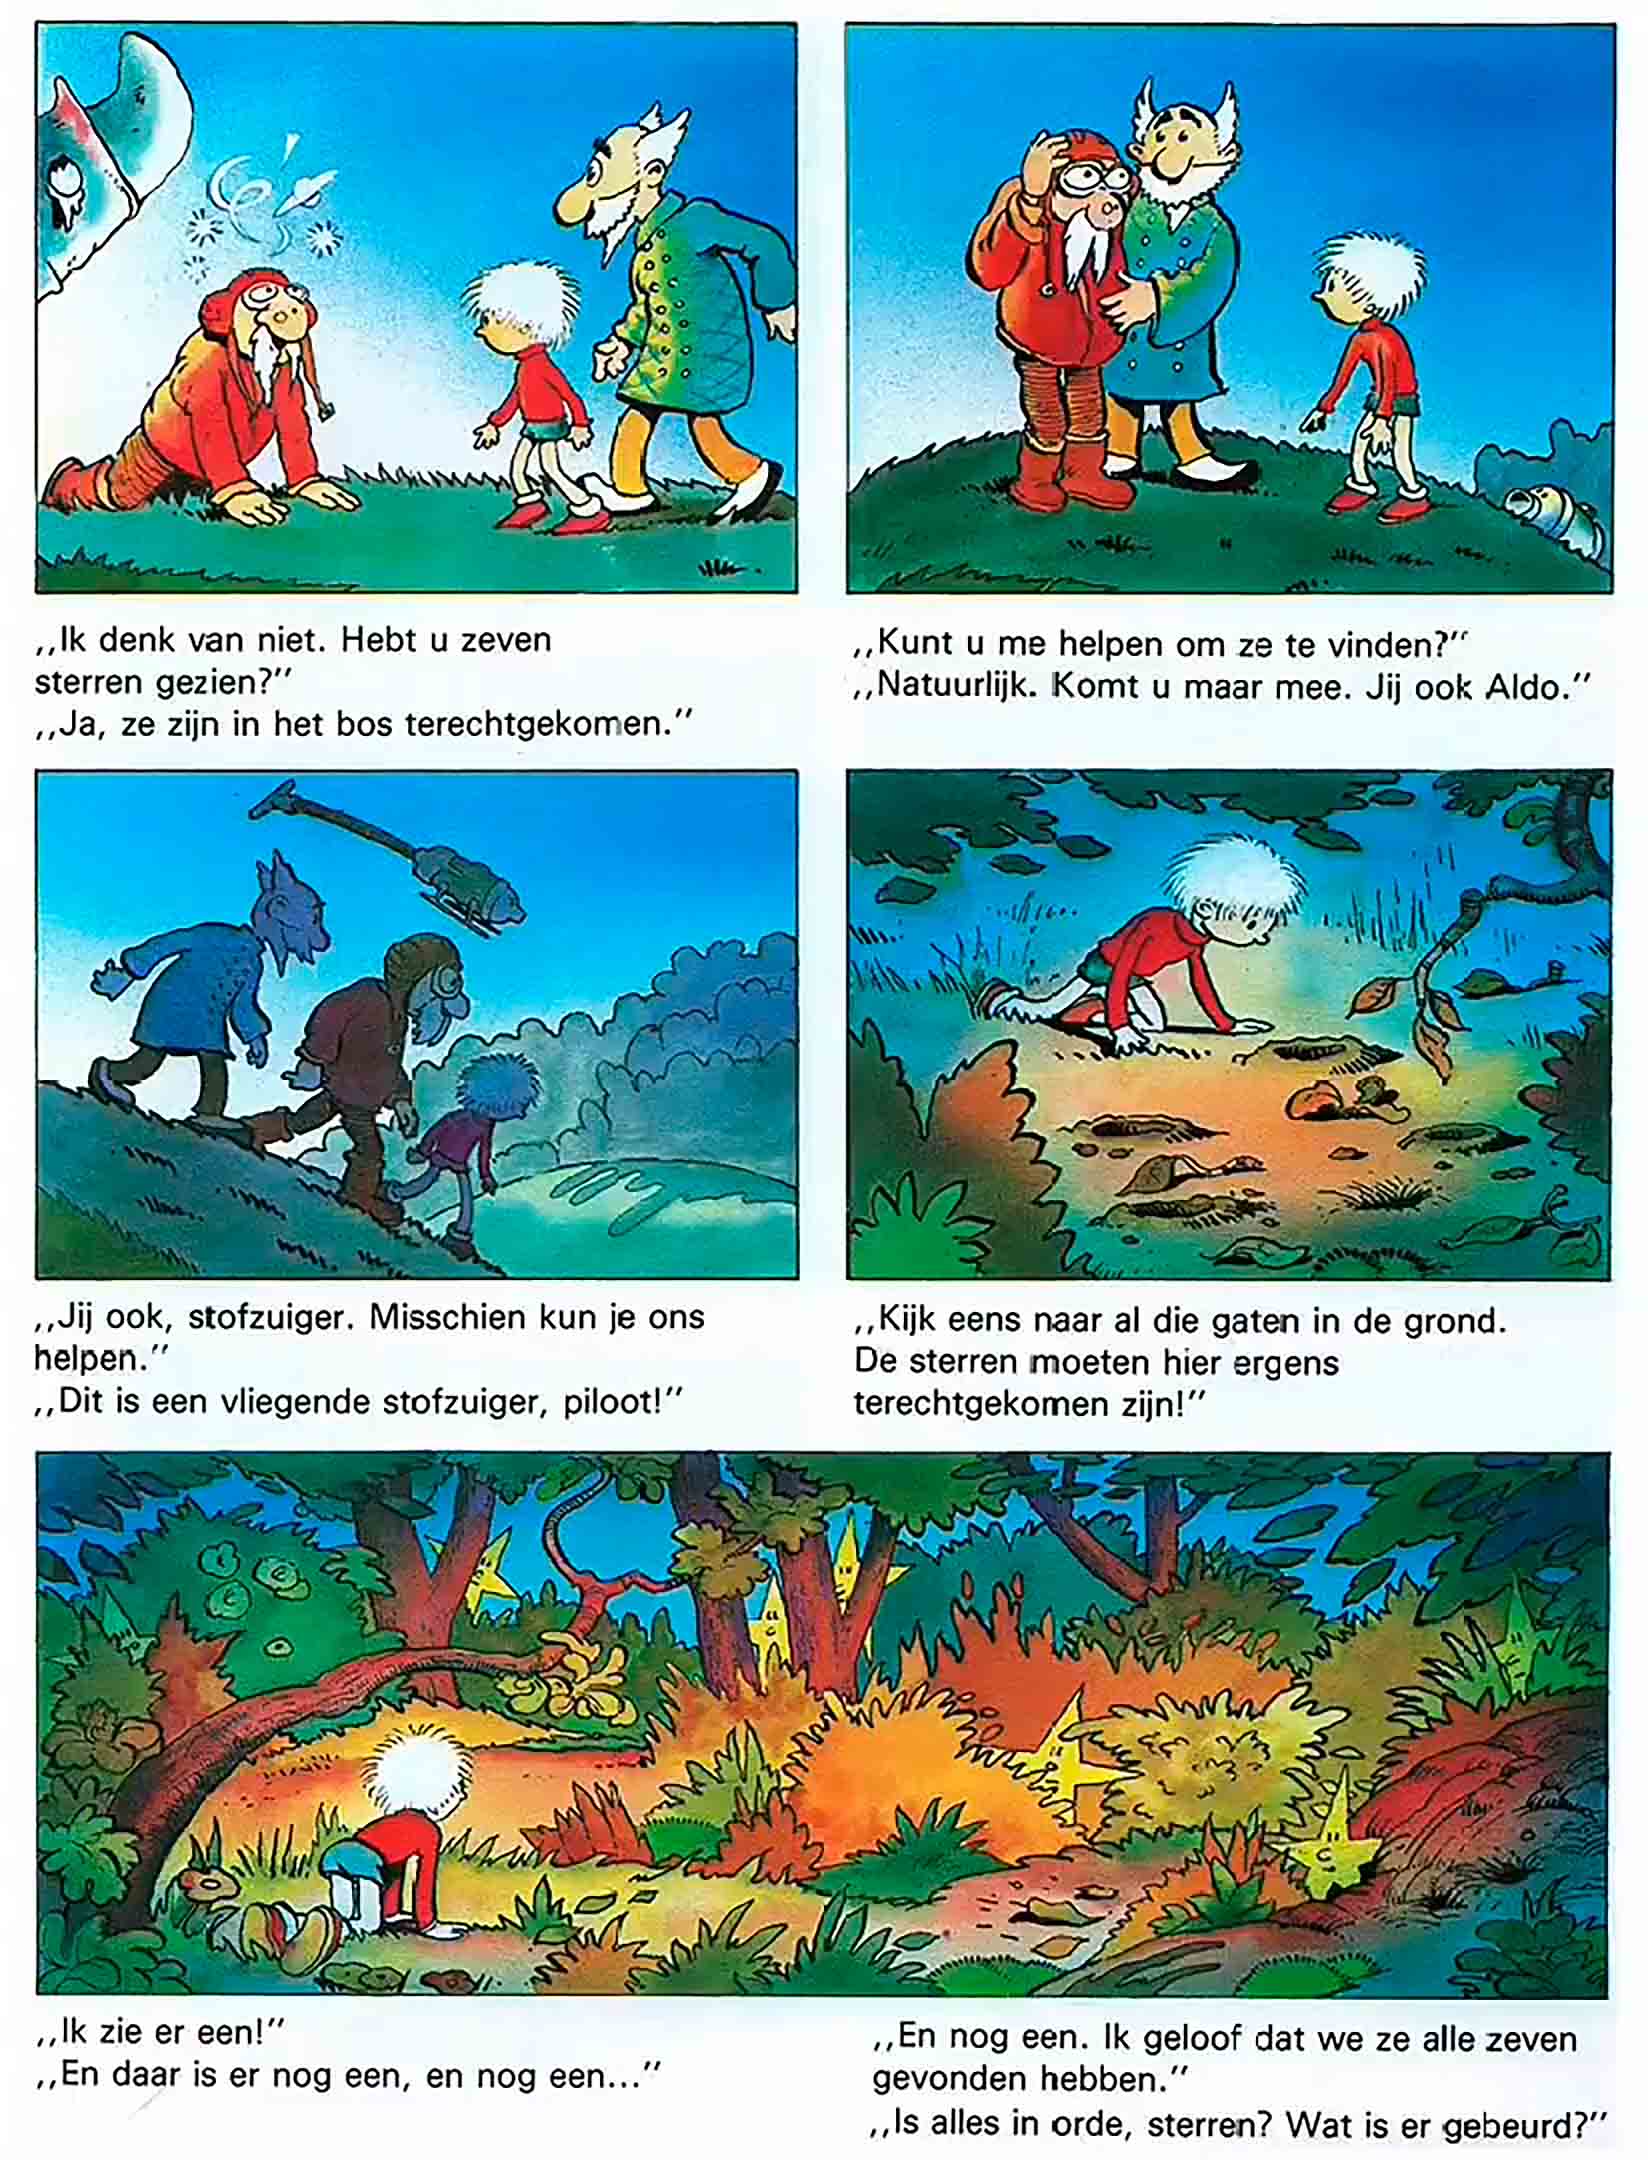 ,,Ik denk van niet. Hebt u zeven
sterren gezien?"
,,Ja, ze zijn in het bos terechtgekomen."
,,Kunt u me helpen om ze te vinden?"
,,Natuurlijk. Komt u maar mee. Jij ook Aldo."
,,Jij ook, stofzuiger. Misschien kun je ons
helpen."
,,Dit is een vliegende stofzuiger, piloot!"
,,Kijk eens naar al die gaten in de grond.
De sterren moeten hier ergens
terechtgekomen zijn!"
,,Ik zie er een!"
,,En daar is er nog een, en nog een..."
,,En nog een. Ik geloof dat we ze alle zeven
gevonden hebben."
,,Is alles in orde, sterren? Wat is er gebeurd?"